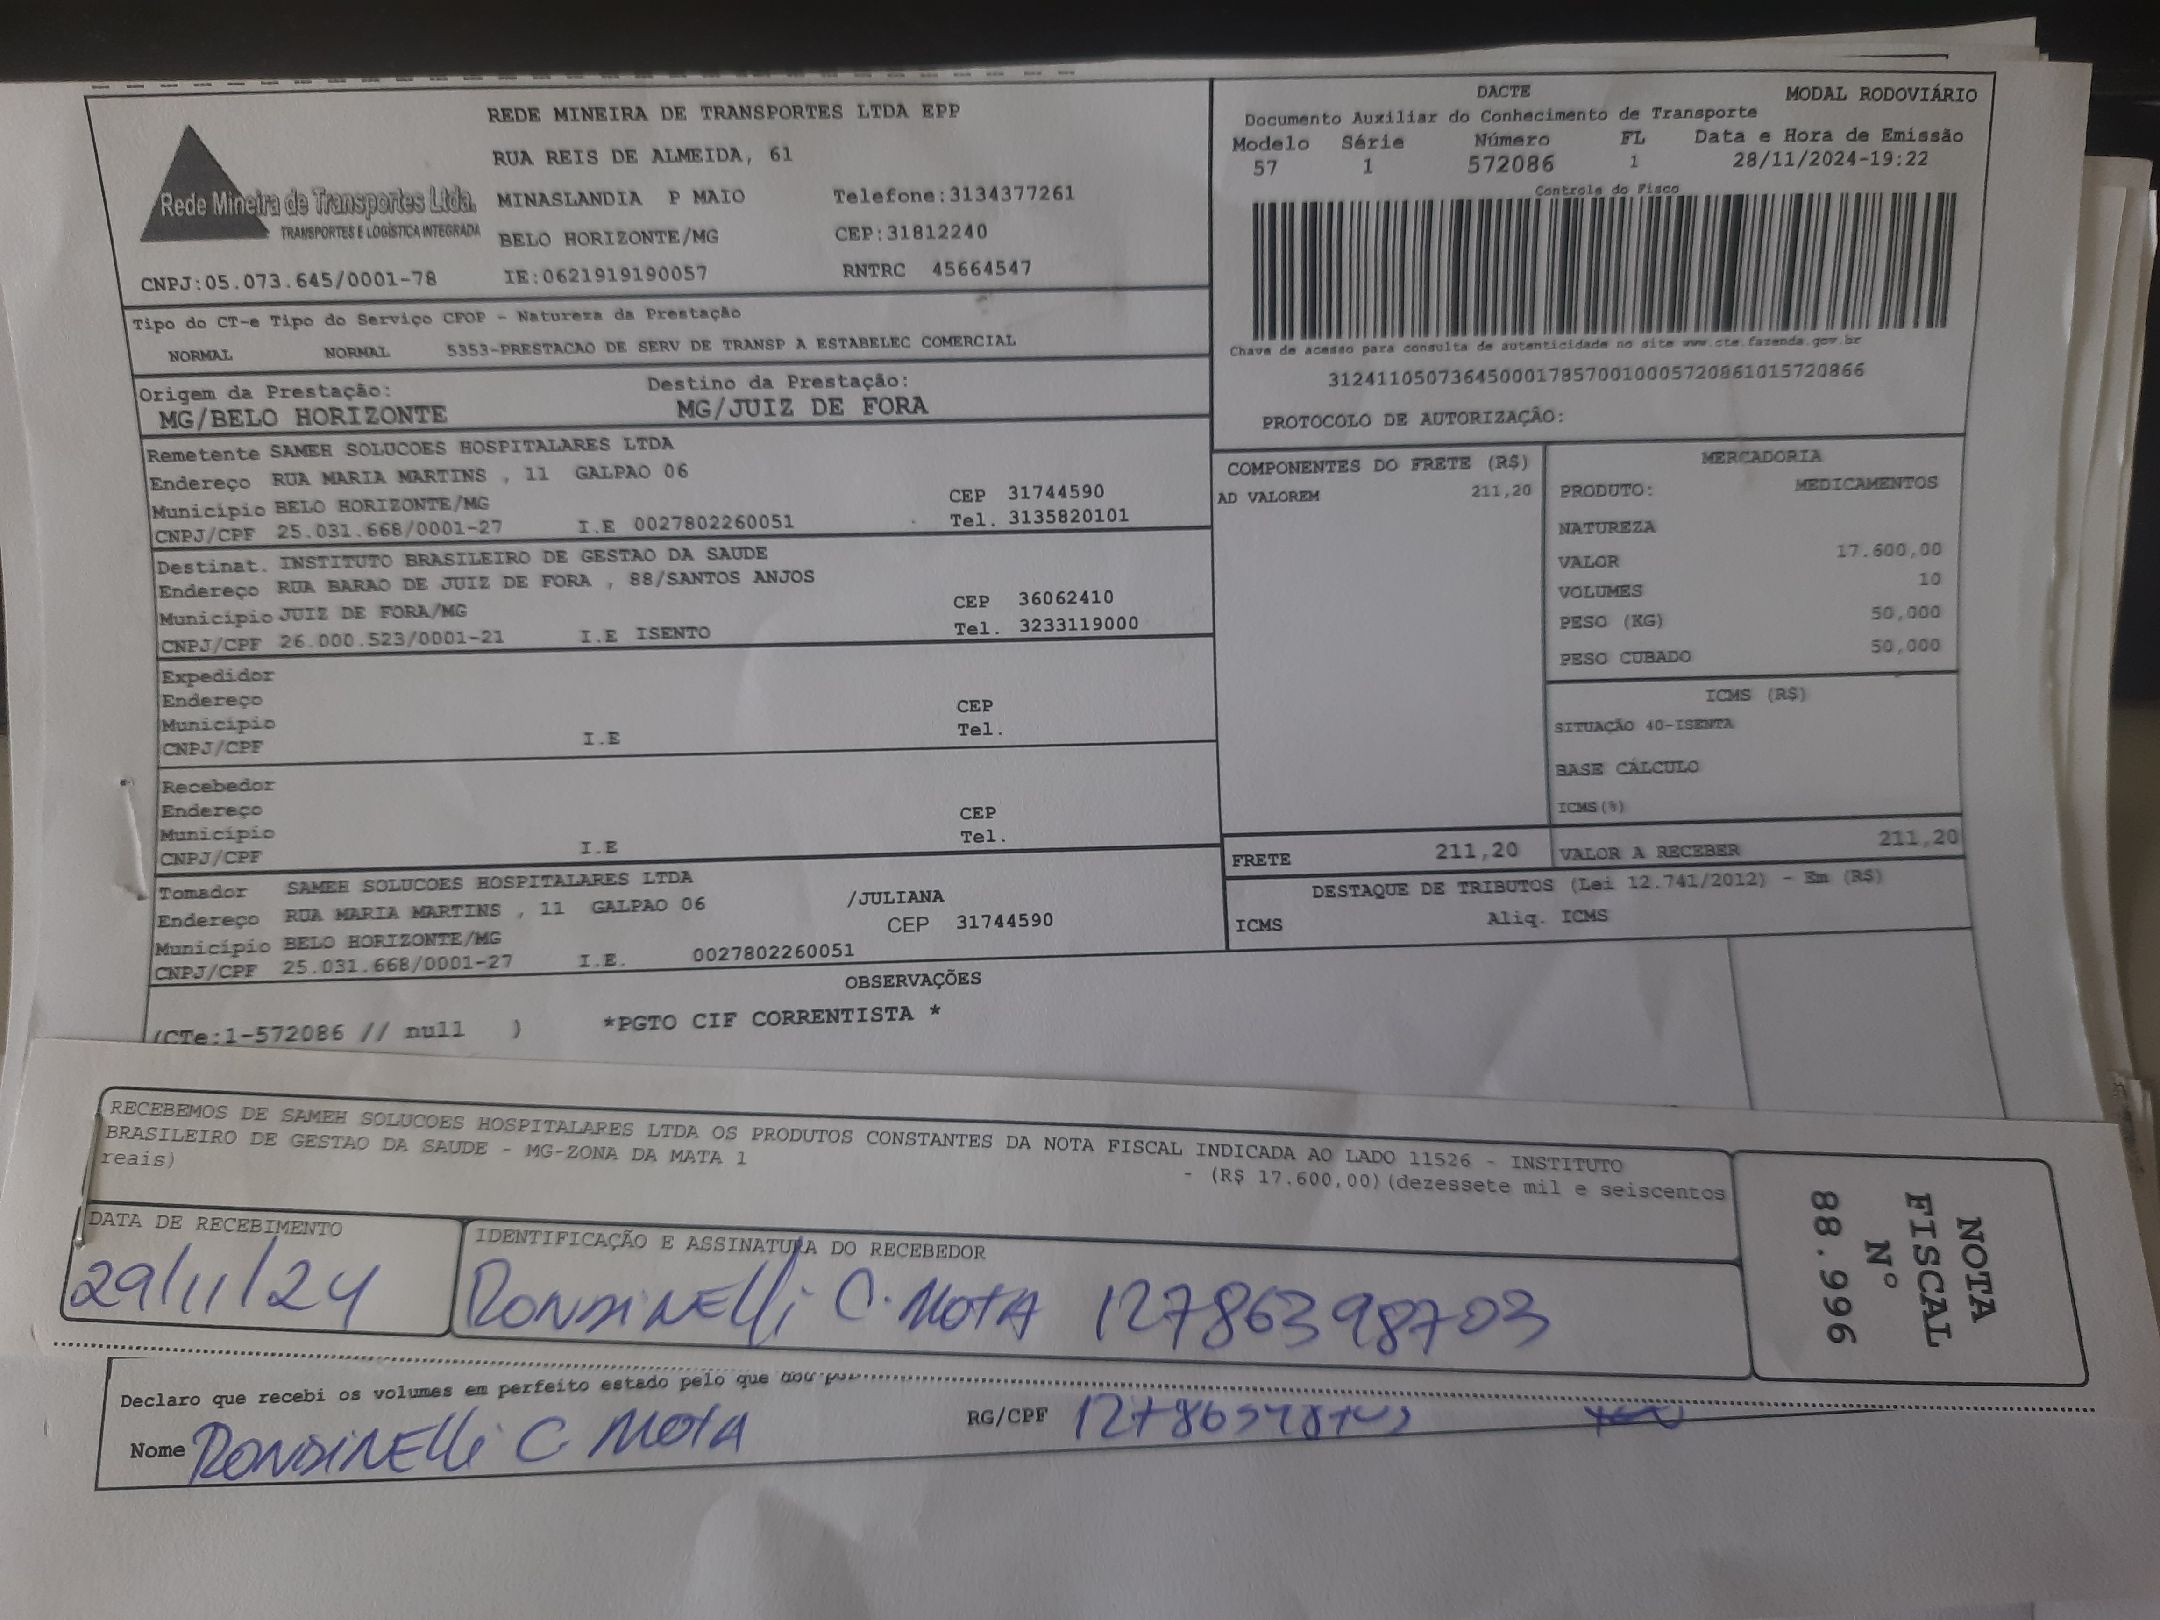 REDE MINEIRA DE TRANSPORTES LTDA EPP
RUA REIS DE ALMEIDA, 61
MINASLANDIA P MAIO Telefone:3134377261
BELO HORIZONTE/MG CEP:31812240
Rede Mineira de Transportes Ltda.
TRANSPORTES E LOGÍSTICA INTEGRADA
CNPJ:05.073.645/0001-78 IE:0621919190057 RNTRC 45664547
DACTE MODAL RODOVIÁRIO
Documento Auxiliar do Conhecimento de Transporte
Modelo Série Número FL Data e Hora de Emissão
57 1 572086 1 28/11/2024-19:22
Controle do Fisco
Chave de acesso para consulta de autenticidade no site www.cte.fazenda.gov.br
31241105073645000178570010005720861015720866
PROTOCOLO DE AUTORIZAÇÃO:
Tipo do CT-e Tipo do Serviço CFOP - Natureza da Prestação
NORMAL NORMAL 5353-PRESTACAO DE SERV DE TRANSP A ESTABELEC COMERCIAL
Origem da Prestação: Destino da Prestação:
MG/BELO HORIZONTE MG/JUIZ DE FORA
Remetente SAMEH SOLUCOES HOSPITALARES LTDA
Endereço RUA MARIA MARTINS , 11 GALPAO 06
Município BELO HORIZONTE/MG CEP 31744590
CNPJ/CPF 25.031.668/0001-27 I.E 0027802260051 Tel. 3135820101
Destinat. INSTITUTO BRASILEIRO DE GESTAO DA SAUDE
Endereço RUA BARAO DE JUIZ DE FORA , 88/SANTOS ANJOS
Município JUIZ DE FORA/MG CEP 36062410
CNPJ/CPF 26.000.523/0001-21 I.E ISENTO Tel. 3233119000
Expedidor
Endereço
Município CEP
CNPJ/CPF I.E Tel.
Recebedor
Endereço
Município CEP
CNPJ/CPF I.E Tel.
Tomador SAMEH SOLUCOES HOSPITALARES LTDA
Endereço RUA MARIA MARTINS , 11 GALPAO 06 /JULIANA
Município BELO HORIZONTE/MG CEP 31744590
CNPJ/CPF 25.031.668/0001-27 I.E. 0027802260051
COMPONENTES DO FRETE (R$)
AD VALOREM 211,20
MERCADORIA
PRODUTO: MEDICAMENTOS
NATUREZA
VALOR 17.600,00
VOLUMES 10
PESO (KG) 50,000
PESO CUBADO 50,000
ICMS (R$)
SITUAÇÃO 40-ISENTA
BASE CÁLCULO
ICMS(%)
FRETE 211,20 VALOR A RECEBER 211,20
DESTAQUE DE TRIBUTOS (Lei 12.741/2012) - Em (R$)
ICMS Aliq. ICMS
OBSERVAÇÕES
(CTe:1-572086 // null ) *PGTO CIF CORRENTISTA *
RECEBEMOS DE SAMEH SOLUCOES HOSPITALARES LTDA OS PRODUTOS CONSTANTES DA NOTA FISCAL INDICADA AO LADO 11526 - INSTITUTO
BRASILEIRO DE GESTAO DA SAUDE - MG-ZONA DA MATA 1 - (R$ 17.600,00)(dezessete mil e seiscentos
reais)
DATA DE RECEBIMENTO IDENTIFICAÇÃO E ASSINATURA DO RECEBEDOR
29/11/24 RONDINELLi C. MOTA 12786398703
NOTA
FISCAL
Nº
88.996
Declaro que recebi os volumes em perfeito estado pelo que
Nome RONDINELLi C MOTA RG/CPF